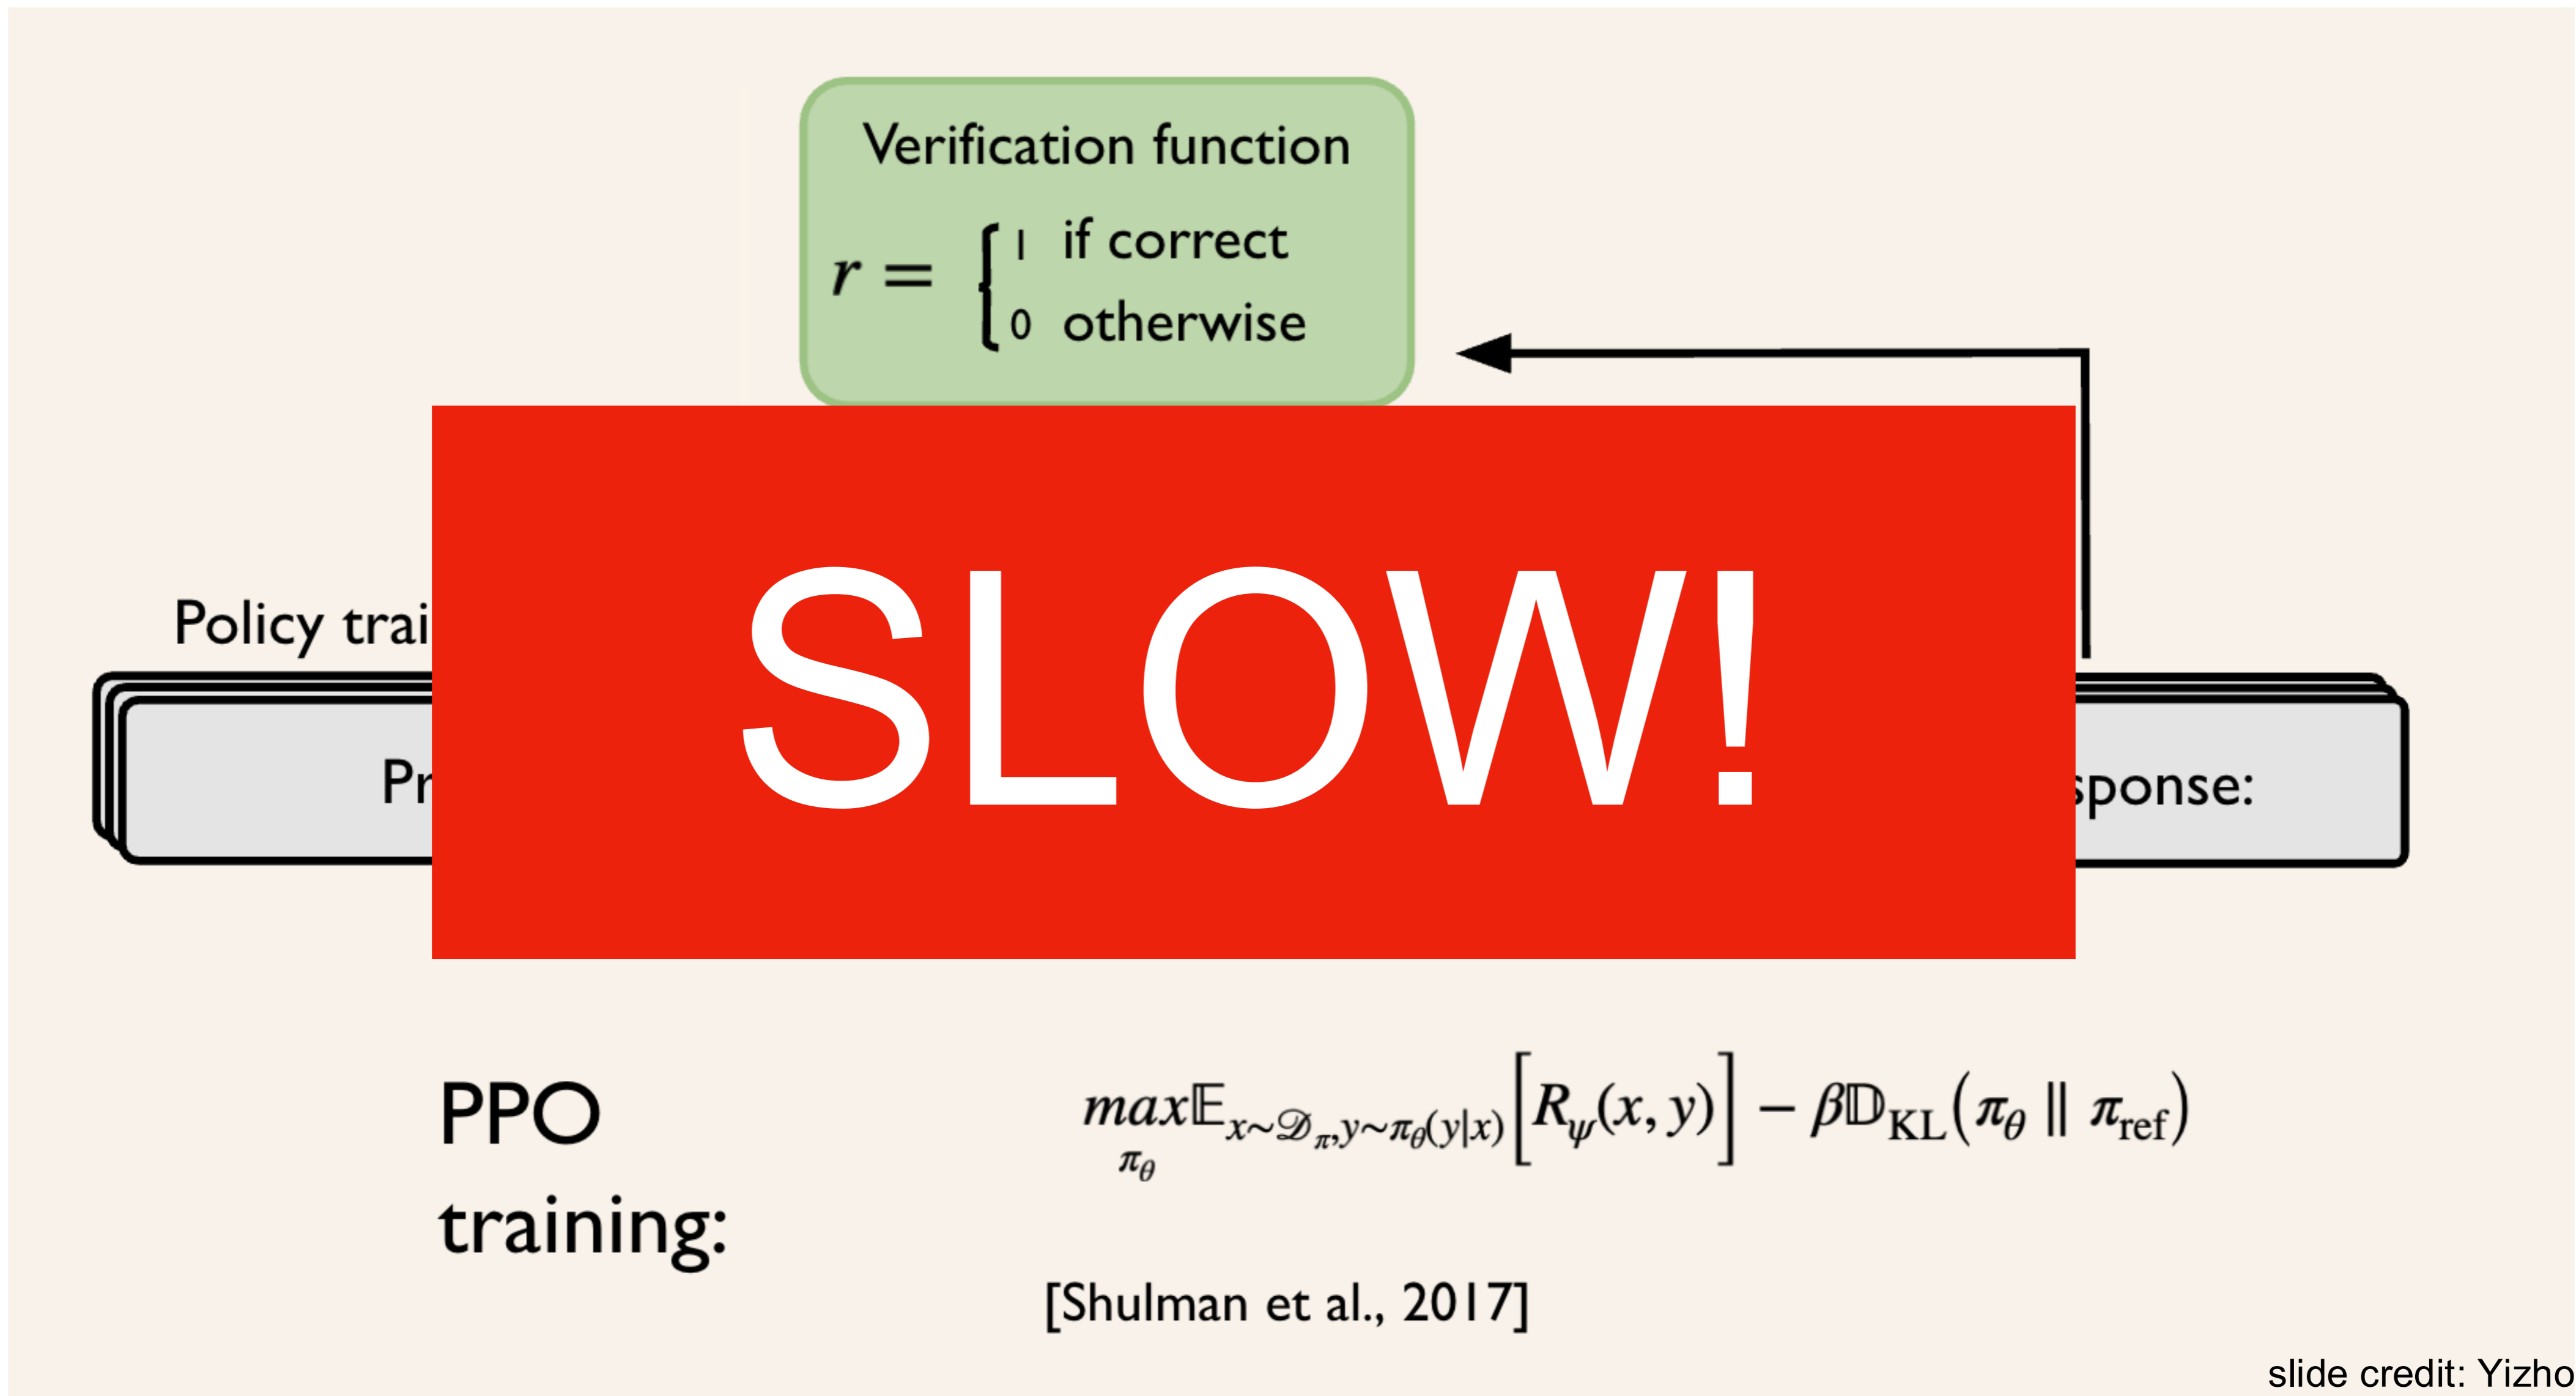 Verification function
r = { 1 if correct
0 otherwise
SLOW!
Policy trai
Pr
sponse:
PPO
training:
max_{π_θ} 𝔼_{x∼𝒟_π, y∼π_θ(y|x)} [R_ψ(x, y)] − β𝔻_KL(π_θ ∥ π_ref)
[Shulman et al., 2017]
slide credit: Yizho